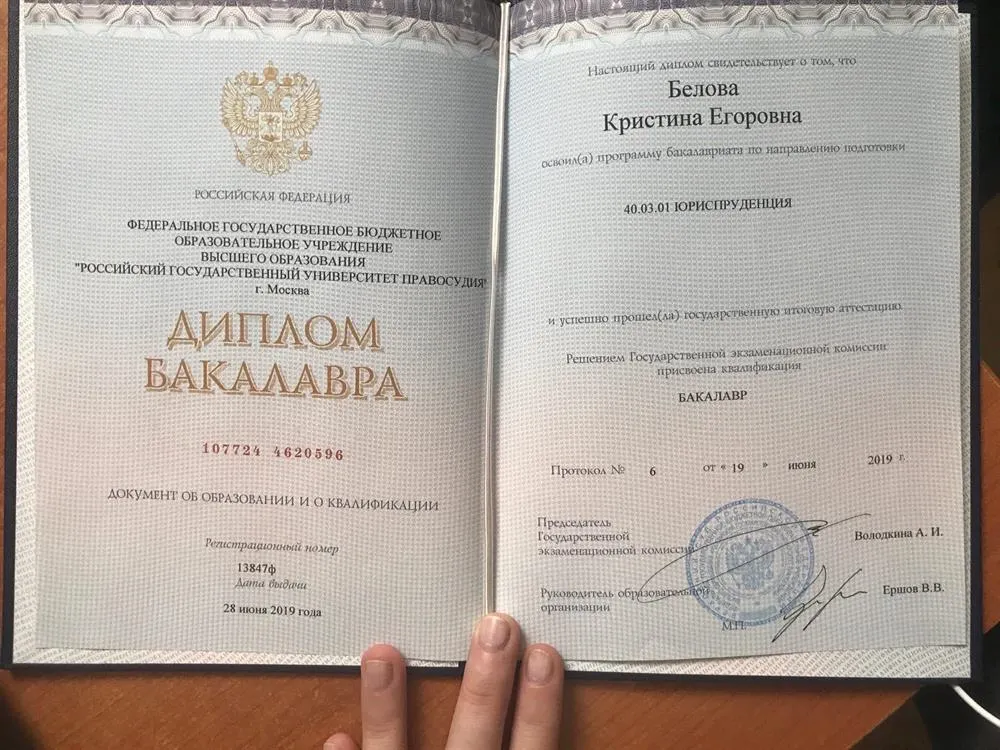 РОССИЙСКАЯ ФЕДЕРАЦИЯ
ФЕДЕРАЛЬНОЕ ГОСУДАРСТВЕННОЕ БЮДЖЕТНОЕ
ОБРАЗОВАТЕЛЬНОЕ УЧРЕЖДЕНИЕ
ВЫСШЕГО ОБРАЗОВАНИЯ
"РОССИЙСКИЙ ГОСУДАРСТВЕННЫЙ УНИВЕРСИТЕТ ПРАВОСУДИЯ"
г. Москва
ДИПЛОМ
БАКАЛАВРА
107724 4620596
ДОКУМЕНТ ОБ ОБРАЗОВАНИИ И О КВАЛИФИКАЦИИ
Регистрационный номер
13847ф
Дата выдачи
28 июня 2019 года
Настоящий диплом свидетельствует о том, что
Белова
Кристина Егоровна
освоил(а) программу бакалавриата по направлению подготовки
40.03.01 ЮРИСПРУДЕНЦИЯ
и успешно прошел(ла) государственную итоговую аттестацию
Решением Государственной экзаменационной комиссии
присвоена квалификация
БАКАЛАВР
Протокол № 6 от « 19 » июня 2019 г.
Председатель
Государственной
экзаменационной комиссии
Володкина А. И.
Руководитель образовательной
организации
Ершов В.В.
М.П.